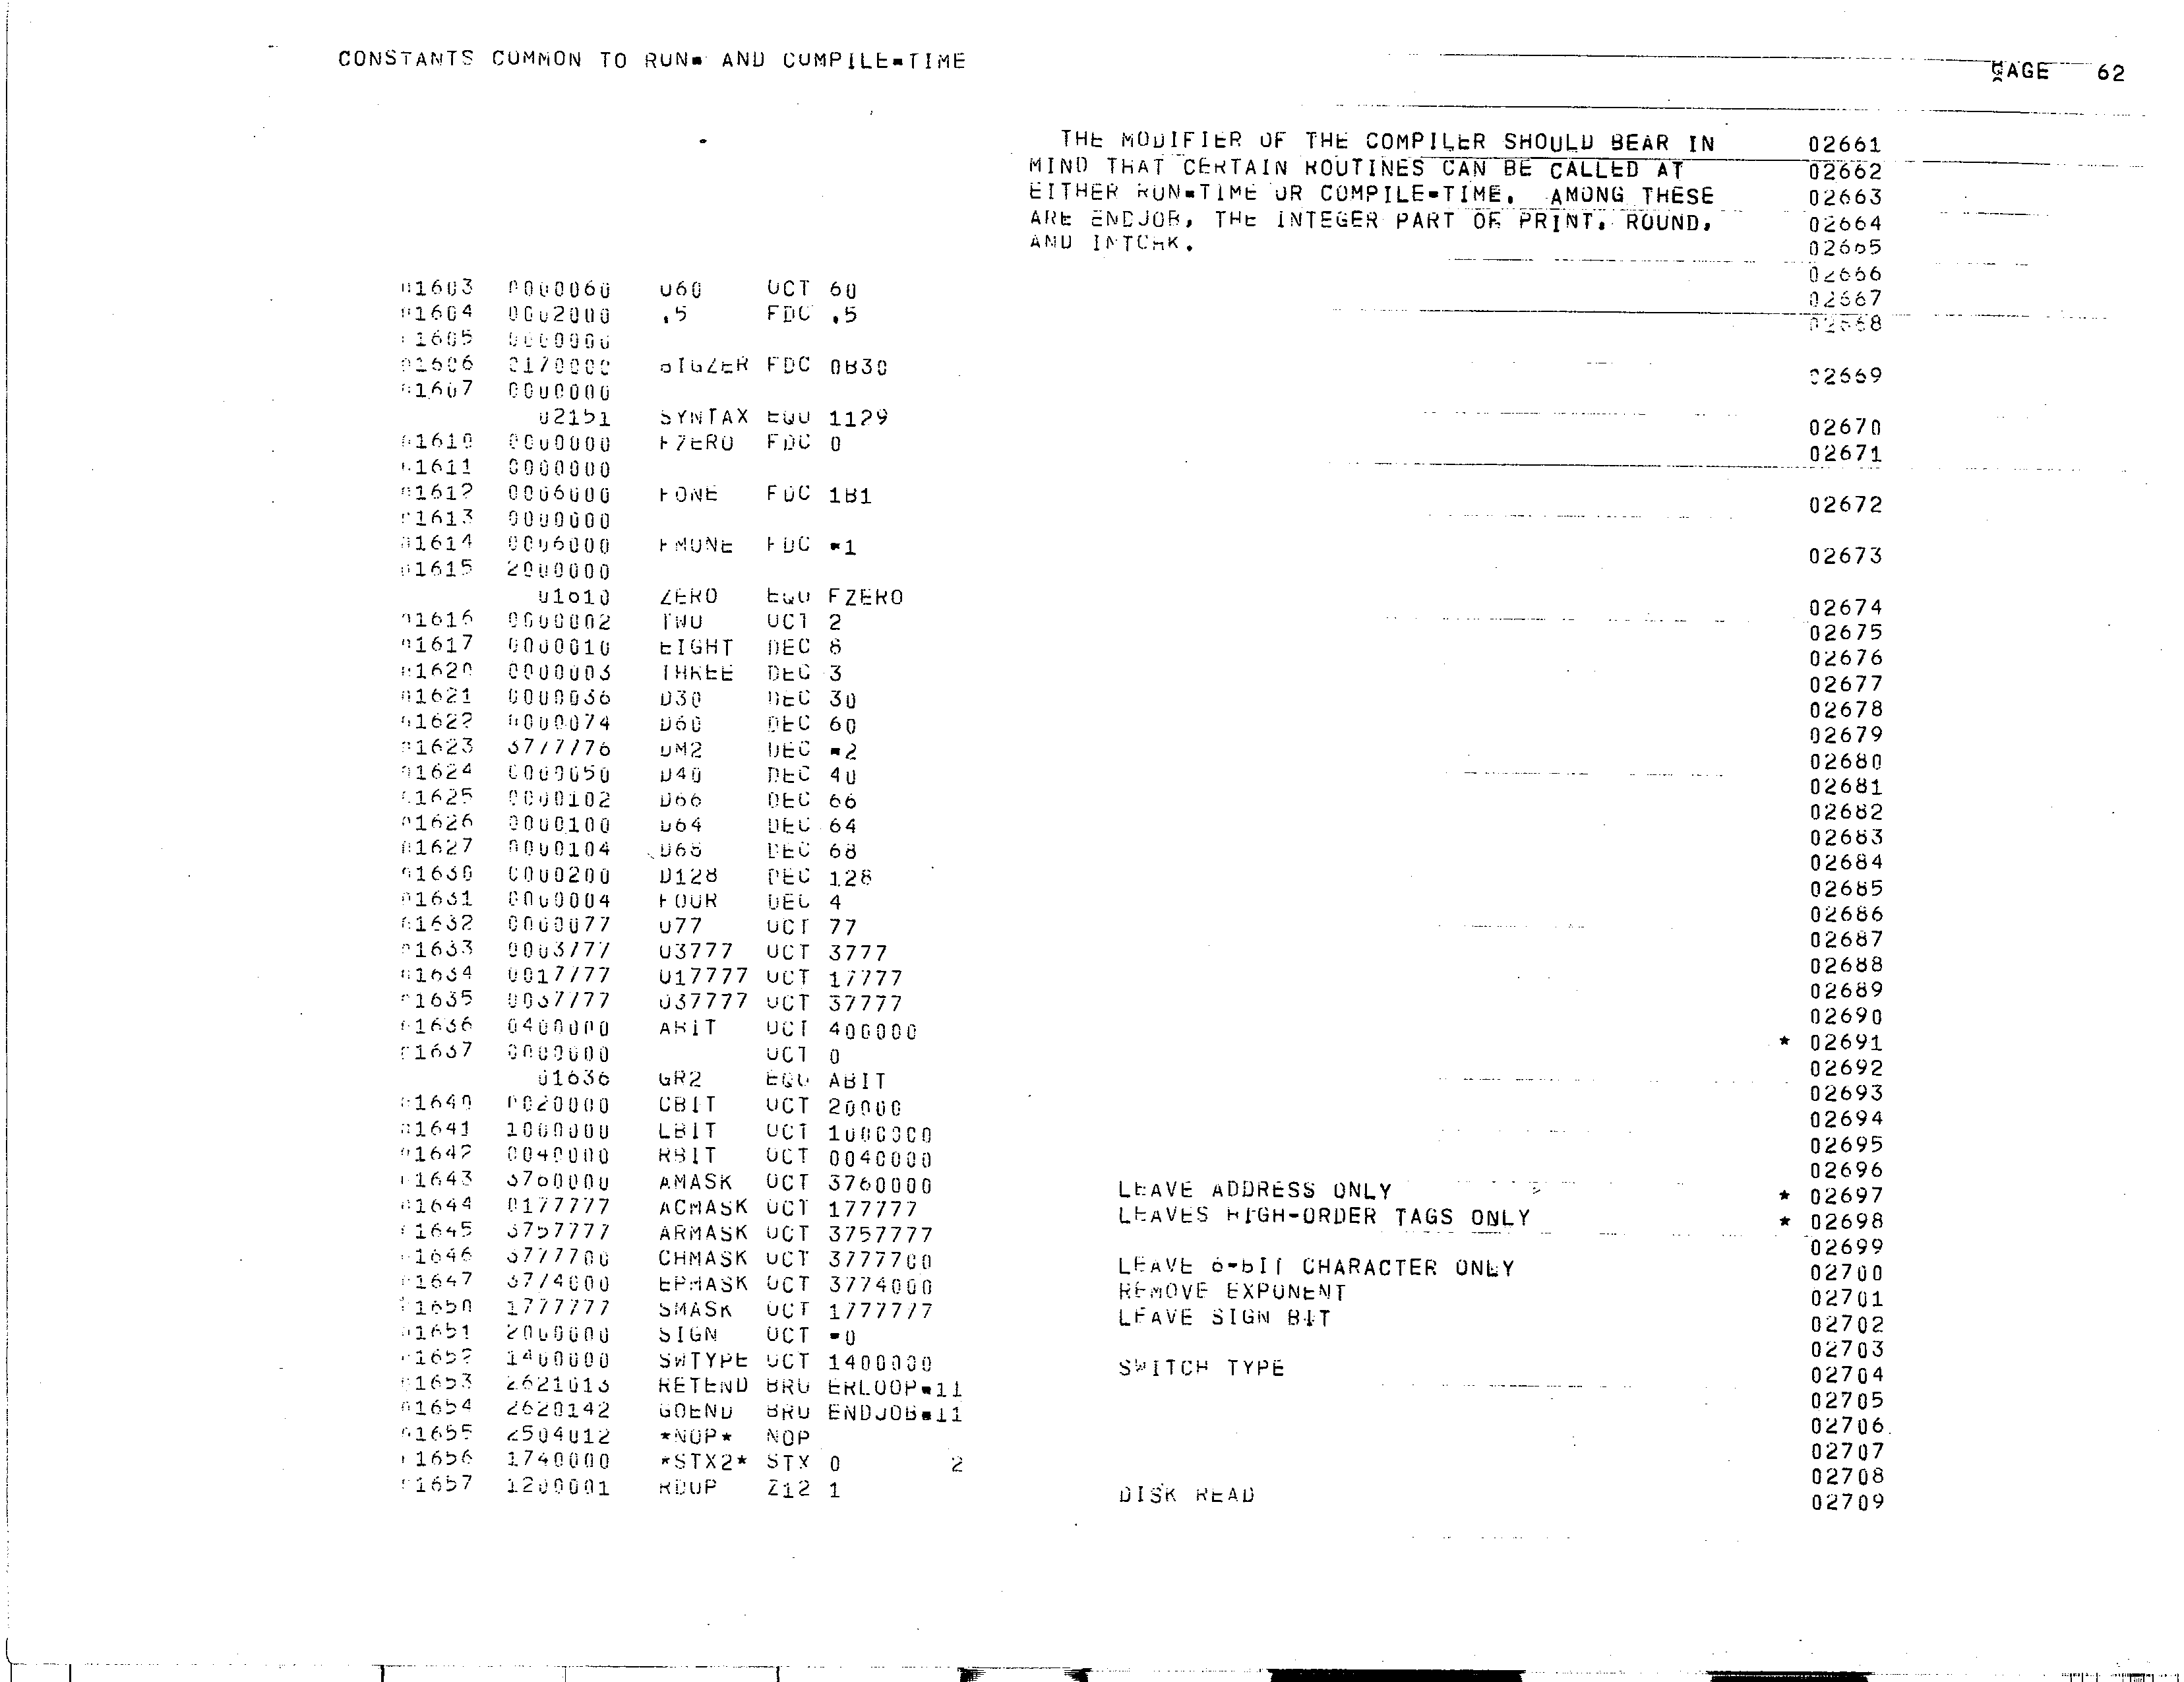 CONSTANTS COMMON TO RUN- AND COMPILE-TIME PAGE 62
THE MODIFIER OF THE COMPILER SHOULD BEAR IN 02661
MIND THAT CERTAIN ROUTINES CAN BE CALLED AT 02662
EITHER RUN-TIME OR COMPILE-TIME. AMONG THESE 02663
ARE ENDJOB, THE INTEGER PART OF PRINT, ROUND, 02664
AND INTCHK. 02665
02666
01603 0000060 O60 OCT 60 02667
01604 0002000 .5 FDC .5 02668
01605 0000000
01606 0170000 BIGZER FDC 0B30 02669
01607 0000000
02151 SYNTAX EQU 1129 02670
01610 0000000 FZERO FDC 0 02671
01611 0000000
01612 0006000 FONE FDC 1B1 02672
01613 0000000
01614 0006000 FMONE FDC -1 02673
01615 2000000
01610 ZERO EQU FZERO 02674
01616 0000002 TWO OCT 2 02675
01617 0000010 EIGHT DEC 8 02676
01620 0000003 THREE DEC 3 02677
01621 0000036 D30 DEC 30 02678
01622 0000074 D60 DEC 60 02679
01623 3777776 DM2 DEC -2 02680
01624 0000050 D40 DEC 40 02681
01625 0000102 D66 DEC 66 02682
01626 0000100 D64 DEC 64 02683
01627 0000104 D68 DEC 68 02684
01630 0000200 D128 DEC 128 02685
01631 0000004 FOUR DEC 4 02686
01632 0000077 O77 OCT 77 02687
01633 0003777 O3777 OCT 3777 02688
01634 0017777 O17777 OCT 17777 02689
01635 0037777 O37777 OCT 37777 02690
01636 0400000 ABIT OCT 400000 * 02691
01637 0000000 OCT 0 02692
01636 GR2 EQU ABIT 02693
01640 0020000 CBIT OCT 20000 02694
01641 1000000 LBIT OCT 1000000 02695
01642 0040000 RBIT OCT 0040000 02696
01643 3760000 AMASK OCT 3760000 LEAVE ADDRESS ONLY * 02697
01644 0177777 ACMASK OCT 177777 LEAVES HIGH-ORDER TAGS ONLY * 02698
01645 3757777 ARMASK OCT 3757777 02699
01646 3777700 CHMASK OCT 3777700 LEAVE 6-BIT CHARACTER ONLY 02700
01647 3774000 EPMASK OCT 3774000 REMOVE EXPONENT 02701
01650 1777777 SMASK OCT 1777777 LEAVE SIGN BIT 02702
01651 2000000 SIGN OCT -0 02703
01652 1400000 SWTYPE OCT 1400000 SWITCH TYPE 02704
01653 2621013 RETEND BRU ERLOOP-11 02705
01654 2620142 GOEND BRU ENDJOB-11 02706
01655 2504012 *NOP* NOP 02707
01656 1740000 *STX2* STX 0 2 02708
01657 1200001 RDOP Z12 1 DISK READ 02709